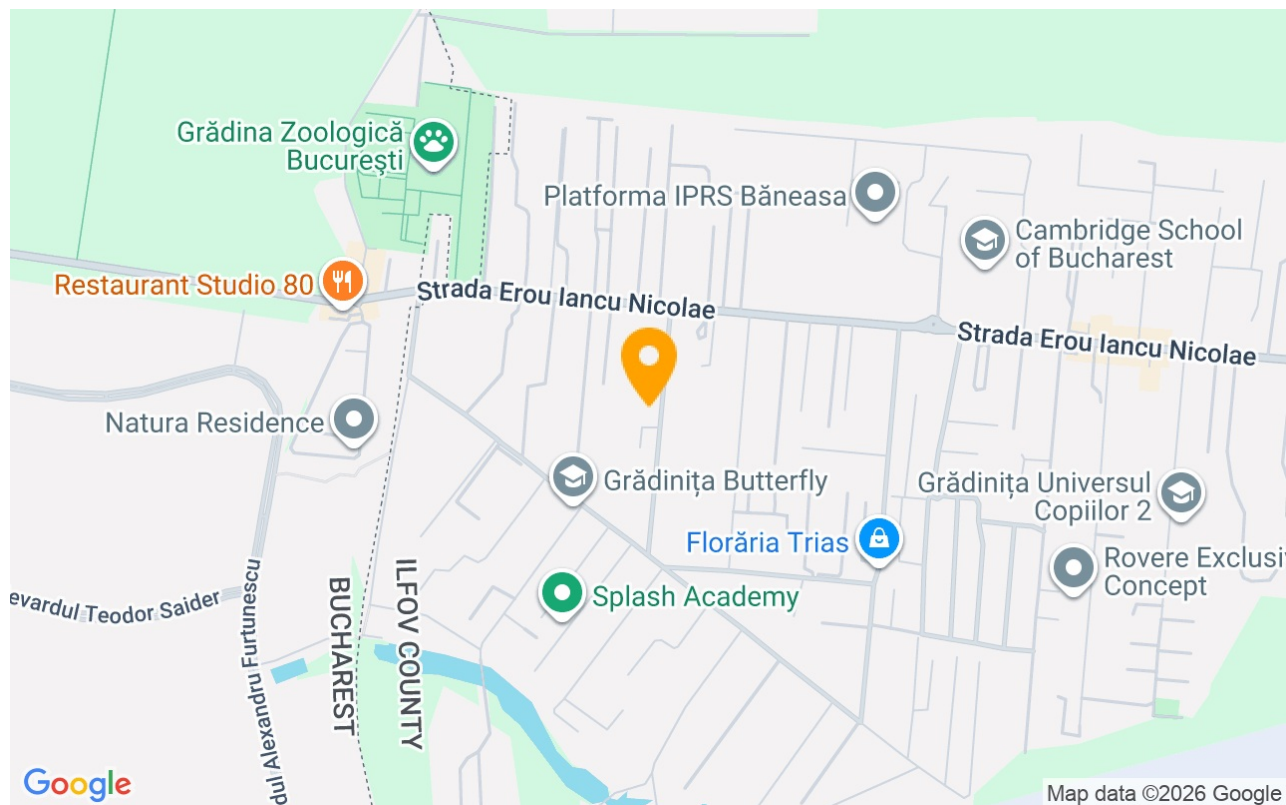 Grădina Zoologică
București
Platforma IPRS Băneasa
Cambridge School
of Bucharest
Restaurant Studio 80
Strada Erou Iancu Nicolae
Strada Erou Iancu Nicolae
Natura Residence
Grădinița Butterfly
Grădinița Universul
Copiilor 2
Florăria Trias
Rovere Exclusiv
Concept
Splash Academy
evardul Teodor Saider
dul Alexandru Furtunescu
BUCHAREST
ILFOV COUNTY
Google
Map data ©2026 Google